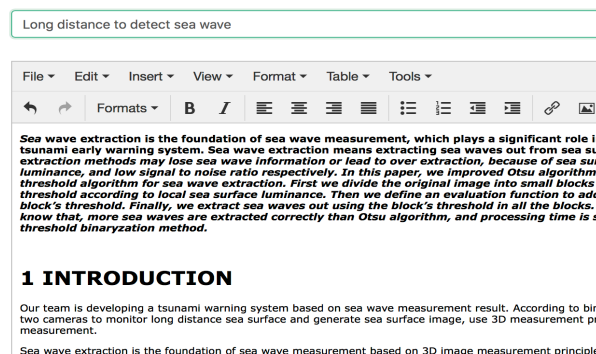 Long distance to detect sea wave
File Edit Insert View Format Table Tools
Formats B I
Sea wave extraction is the foundation of sea wave measurement, which plays a significant role i
tsunami early warning system. Sea wave extraction means extracting sea waves out from sea su
extraction methods may lose sea wave information or lead to over extraction, because of sea sur
luminance, and low signal to noise ratio respectively. In this paper, we improved Otsu algorithm
threshold algorithm for sea wave extraction. First we divide the original image into small blocks
threshold according to local sea surface luminance. Then we define an evaluation function to add
block's threshold. Finally, we extract sea waves out using the block's threshold in all the blocks.
know that, more sea waves are extracted correctly than Otsu algorithm, and processing time is s
threshold binaryzation method.
1 INTRODUCTION
Our team is developing a tsunami warning system based on sea wave measurement result. According to bin
two cameras to monitor long distance sea surface and generate sea surface image, use 3D measurement pr
measurement.
Sea wave extraction is the foundation of sea wave measurement based on 3D image measurement principle